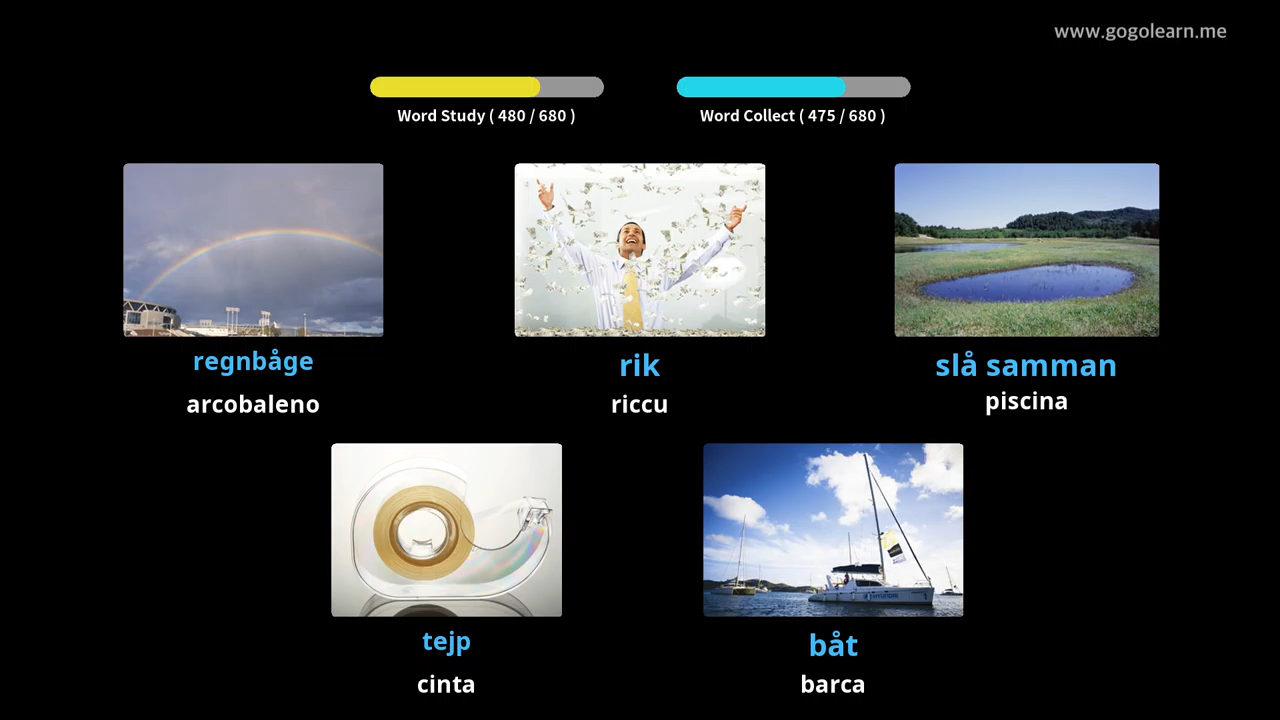 www.gogolearn.me
Word Study ( 480 / 680 )
Word Collect ( 475 / 680 )
regnbåge
arcobaleno
rik
riccu
slå samman
piscina
tejp
cinta
båt
barca